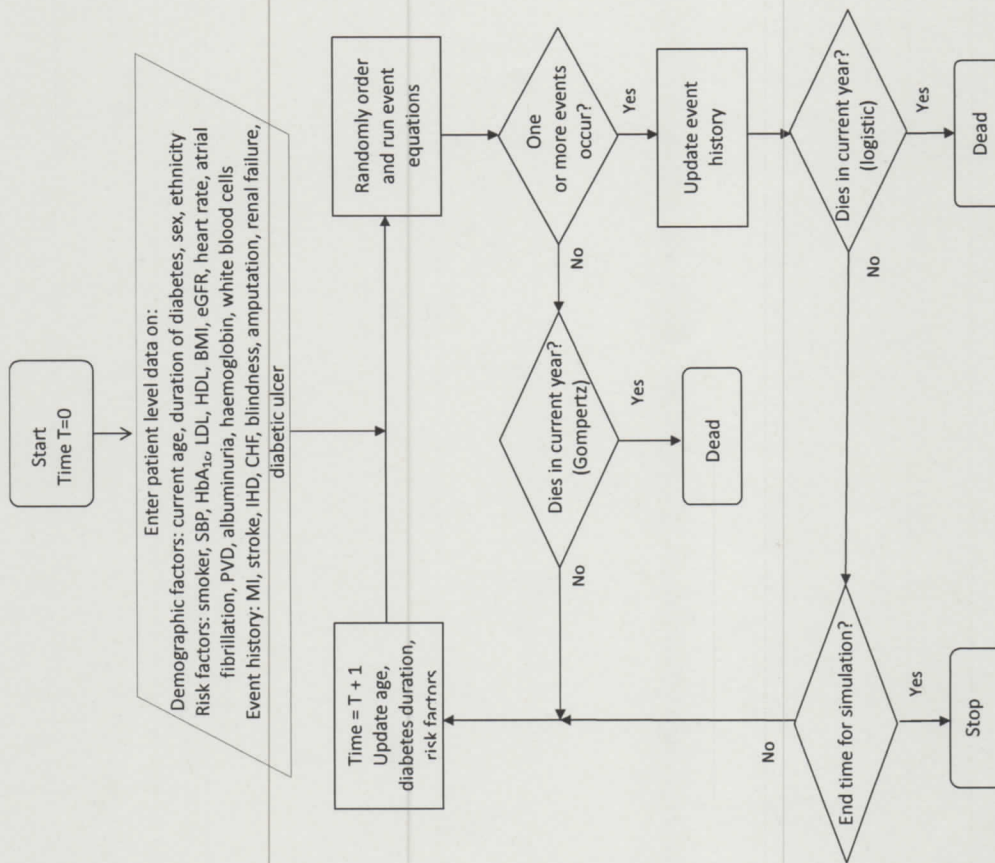 Start
Time T=0
Enter patient level data on:
Demographic factors: current age, duration of diabetes, sex, ethnicity
Risk factors: smoker, SBP, HbA1c, LDL, HDL, BMI, eGFR, heart rate, atrial
fibrillation, PVD, albuminuria, haemoglobin, white blood cells
Event history: MI, stroke, IHD, CHF, blindness, amputation, renal failure,
diabetic ulcer
Time = T + 1
Update age,
diabetes duration,
risk factors
Randomly order
and run event
equations
One
or more events
occur?
No
Yes
Dies in current year?
(Gompertz)
No
Yes
Dead
Update event
history
Dies in current year?
(logistic)
No
Yes
Dead
End time for simulation?
No
Yes
Stop